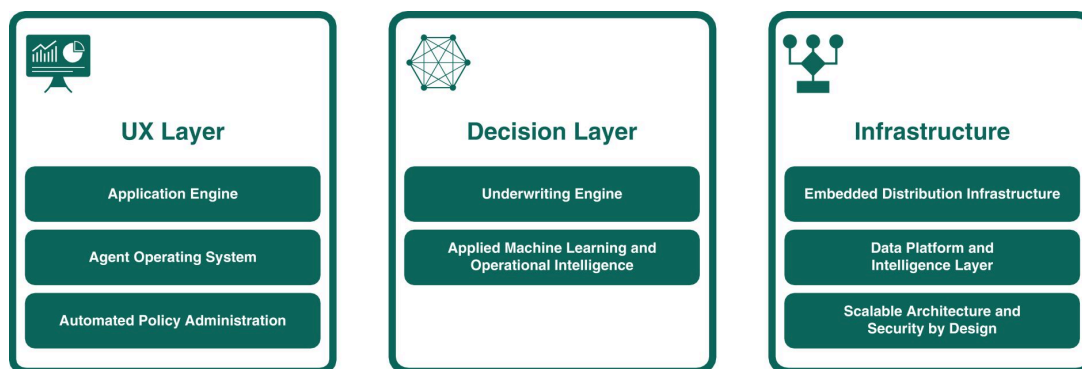 UX Layer
Application Engine
Agent Operating System
Automated Policy Administration
Decision Layer
Underwriting Engine
Applied Machine Learning and
Operational Intelligence
Infrastructure
Embedded Distribution Infrastructure
Data Platform and
Intelligence Layer
Scalable Architecture and
Security by Design